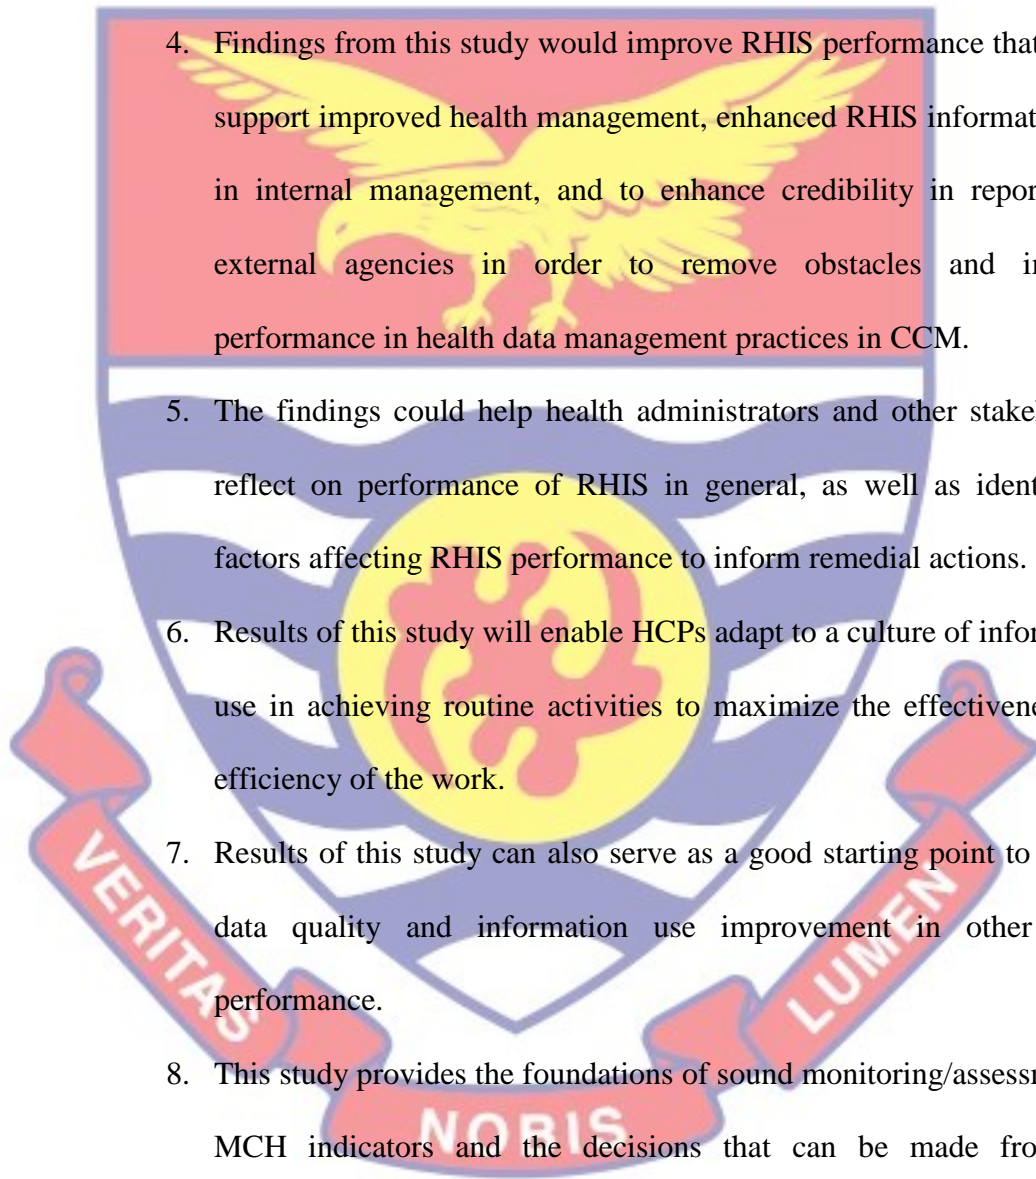 4. Findings from this study would improve RHIS performance that
support improved health management, enhanced RHIS informat
in internal management, and to enhance credibility in repor
external agencies in order to remove obstacles and i
performance in health data management practices in CCM.
5. The findings could help health administrators and other stake
reflect on performance of RHIS in general, as well as ident
factors affecting RHIS performance to inform remedial actions.
6. Results of this study will enable HCPs adapt to a culture of infor
use in achieving routine activities to maximize the effectivene
efficiency of the work.
7. Results of this study can also serve as a good starting point to
data quality and information use improvement in other
performance.
8. This study provides the foundations of sound monitoring/assess
MCH indicators and the decisions that can be made fro
VERITAS
NOBIS
LUMEN